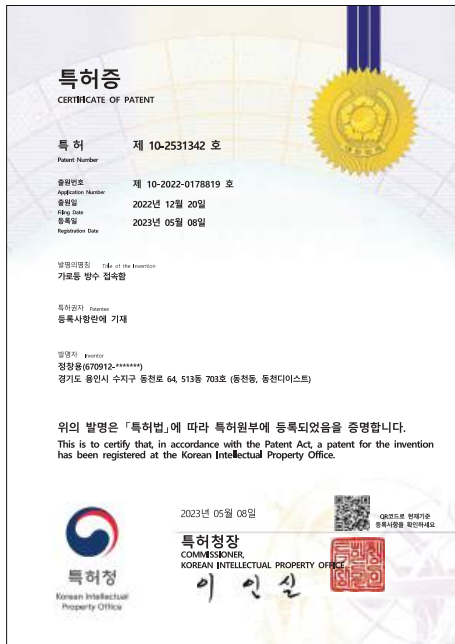 특허증
CERTIFICATE OF PATENT
특 허 제 10-2531342 호
Patent Number
출원번호 제 10-2022-0178819 호
Application Number
출원일 2022년 12월 20일
Filing Date
등록일 2023년 05월 08일
Registration Date
발명의명칭 Title of the Invention
가로등 방수 접속함
특허권자 Patentee
등록사항란에 기재
발명자 Inventor
정창용(670912-*******)
경기도 용인시 수지구 동천로 64, 513동 703호 (동천동, 동천디이스트)
위의 발명은 「특허법」에 따라 특허원부에 등록되었음을 증명합니다.
This is to certify that, in accordance with the Patent Act, a patent for the invention
has been registered at the Korean Intellectual Property Office.
2023년 05월 08일
QR코드로 현재기준
등록사항을 확인하세요
특허청장
COMMISSIONER,
KOREAN INTELLECTUAL PROPERTY OFFICE
이 인 실
특허청
Korean Intellectual
Property Office